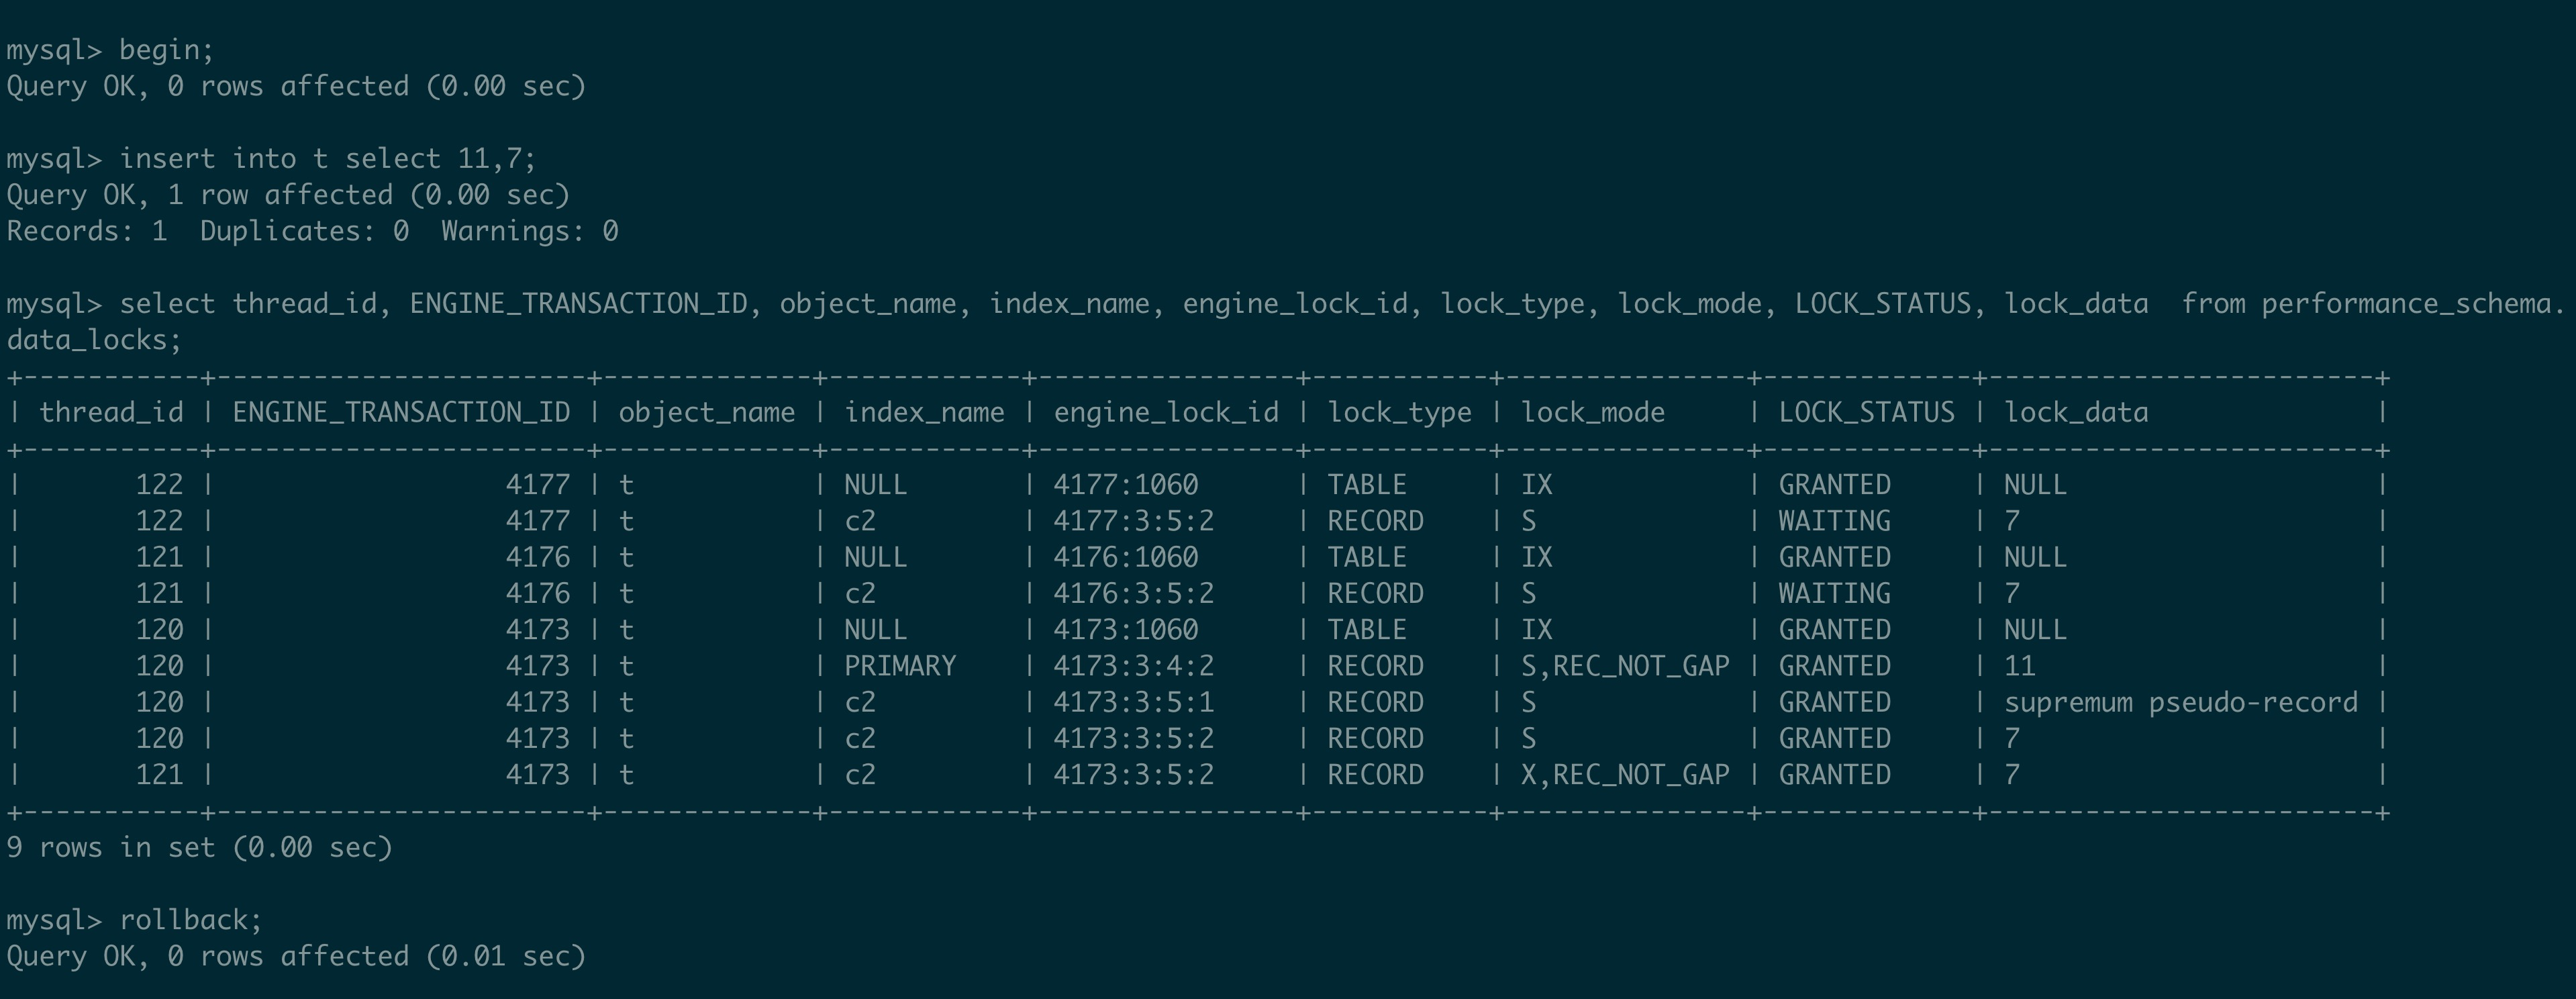 mysql> begin;
Query OK, 0 rows affected (0.00 sec)
mysql> insert into t select 11,7;
Query OK, 1 row affected (0.00 sec)
Records: 1  Duplicates: 0  Warnings: 0
mysql> select thread_id, ENGINE_TRANSACTION_ID, object_name, index_name, engine_lock_id, lock_type, lock_mode, LOCK_STATUS, lock_data  from performance_schema.
data_locks;
+-----------+-----------------------+-------------+------------+----------------+-----------+---------------+-------------+------------------------+
| thread_id | ENGINE_TRANSACTION_ID | object_name | index_name | engine_lock_id | lock_type | lock_mode     | LOCK_STATUS | lock_data              |
+-----------+-----------------------+-------------+------------+----------------+-----------+---------------+-------------+------------------------+
|       122 |                  4177 | t           | NULL       | 4177:1060      | TABLE     | IX            | GRANTED     | NULL                   |
|       122 |                  4177 | t           | c2         | 4177:3:5:2     | RECORD    | S             | WAITING     | 7                      |
|       121 |                  4176 | t           | NULL       | 4176:1060      | TABLE     | IX            | GRANTED     | NULL                   |
|       121 |                  4176 | t           | c2         | 4176:3:5:2     | RECORD    | S             | WAITING     | 7                      |
|       120 |                  4173 | t           | NULL       | 4173:1060      | TABLE     | IX            | GRANTED     | NULL                   |
|       120 |                  4173 | t           | PRIMARY    | 4173:3:4:2     | RECORD    | S,REC_NOT_GAP | GRANTED     | 11                     |
|       120 |                  4173 | t           | c2         | 4173:3:5:1     | RECORD    | S             | GRANTED     | supremum pseudo-record |
|       120 |                  4173 | t           | c2         | 4173:3:5:2     | RECORD    | S             | GRANTED     | 7                      |
|       121 |                  4173 | t           | c2         | 4173:3:5:2     | RECORD    | X,REC_NOT_GAP | GRANTED     | 7                      |
+-----------+-----------------------+-------------+------------+----------------+-----------+---------------+-------------+------------------------+
9 rows in set (0.00 sec)
mysql> rollback;
Query OK, 0 rows affected (0.01 sec)